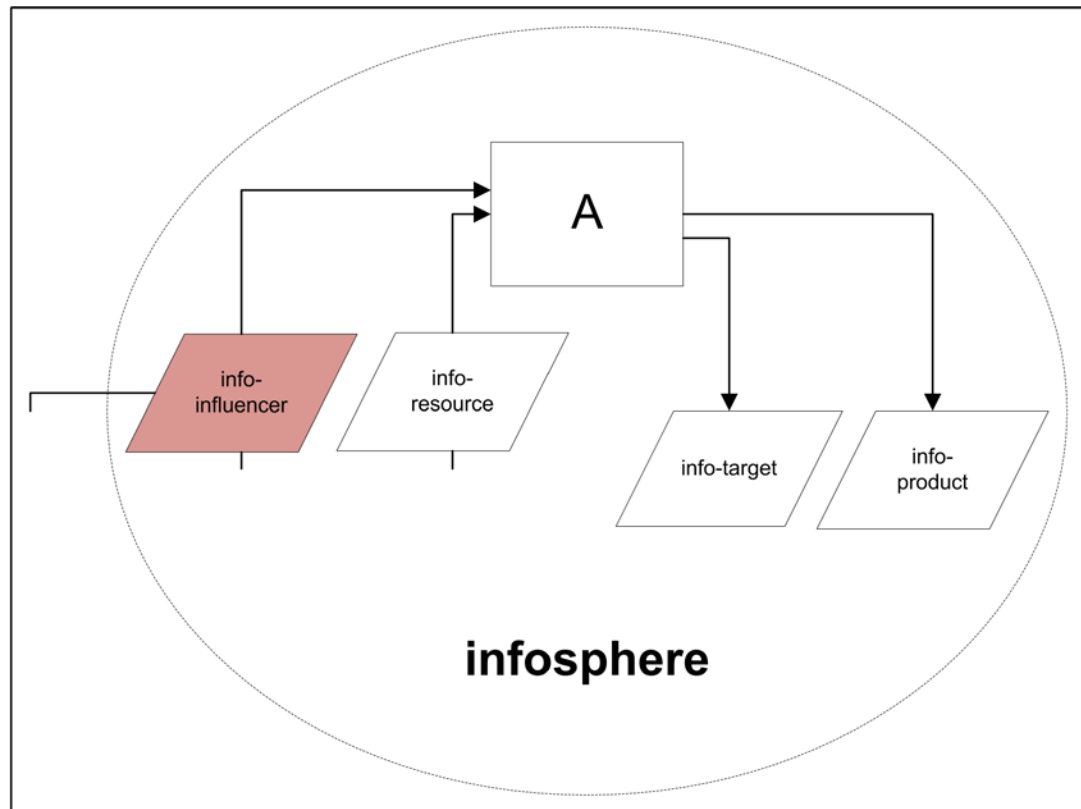 A
info-
influencer
info-
resource
info-target
info-
product
infosphere